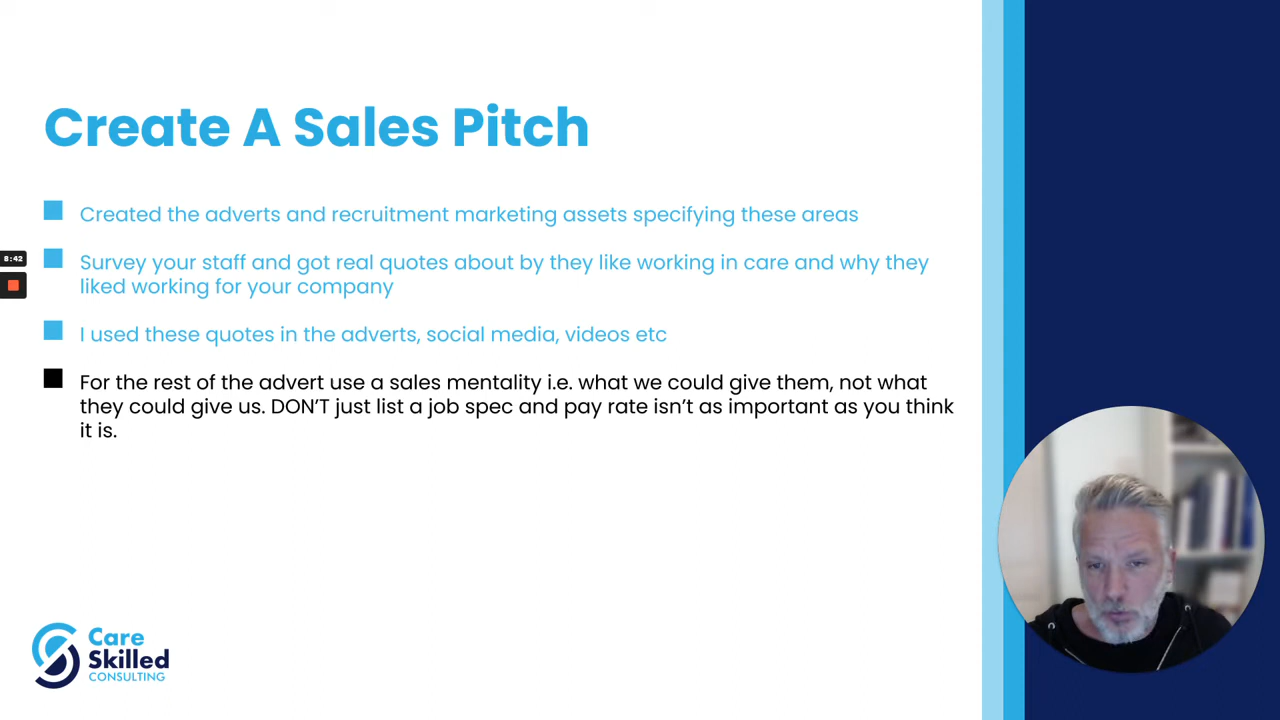 Create A Sales Pitch
Created the adverts and recruitment marketing assets specifying these areas
Survey your staff and got real quotes about by they like working in care and why they
liked working for your company
8:42
I used these quotes in the adverts, social media, videos etc
For the rest of the advert use a sales mentality i.e. what we could give them, not what
they could give us. DON’T just list a job spec and pay rate isn’t as important as you think
it is.
Care
Skilled
CONSULTING